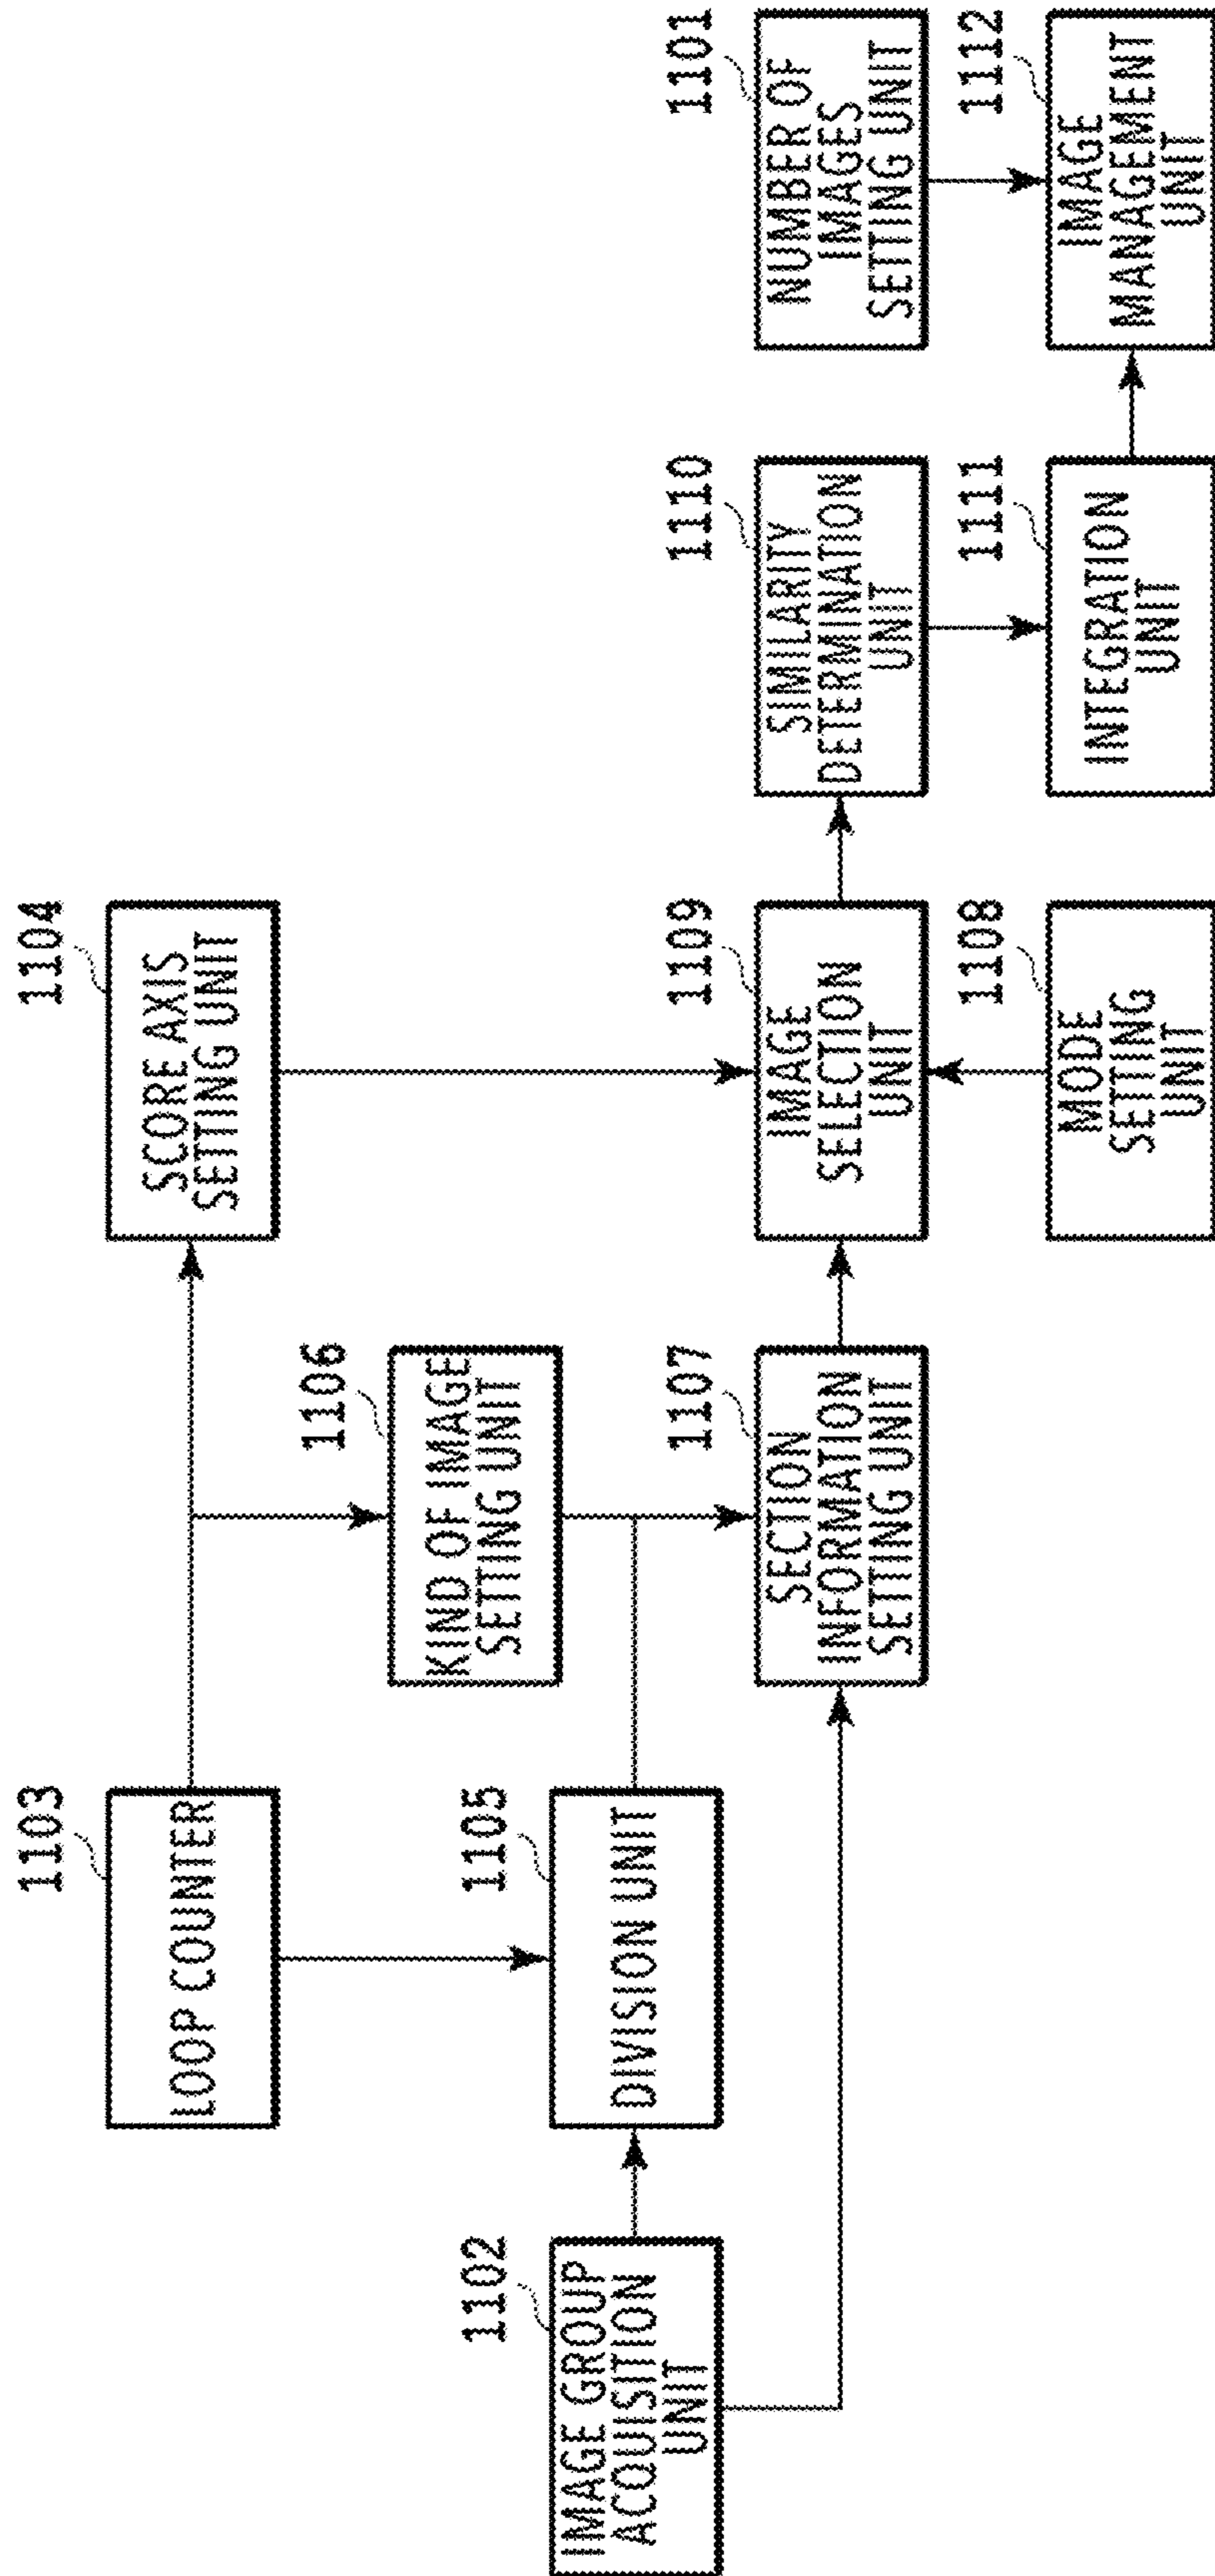 1103
LOOP COUNTER
1104
SCORE AXIS
SETTING UNIT
1106
KIND OF IMAGE
SETTING UNIT
1102
IMAGE GROUP
ACQUISITION
UNIT
1105
DIVISION UNIT
1107
SECTION
INFORMATION
SETTING UNIT
1109
IMAGE
SELECTION
UNIT
1110
SIMILARITY
DETERMINATION
UNIT
1101
NUMBER OF
IMAGES
SETTING UNIT
1108
MODE
SETTING
UNIT
1111
INTEGRATION
UNIT
1112
IMAGE
MANAGEMENT
UNIT